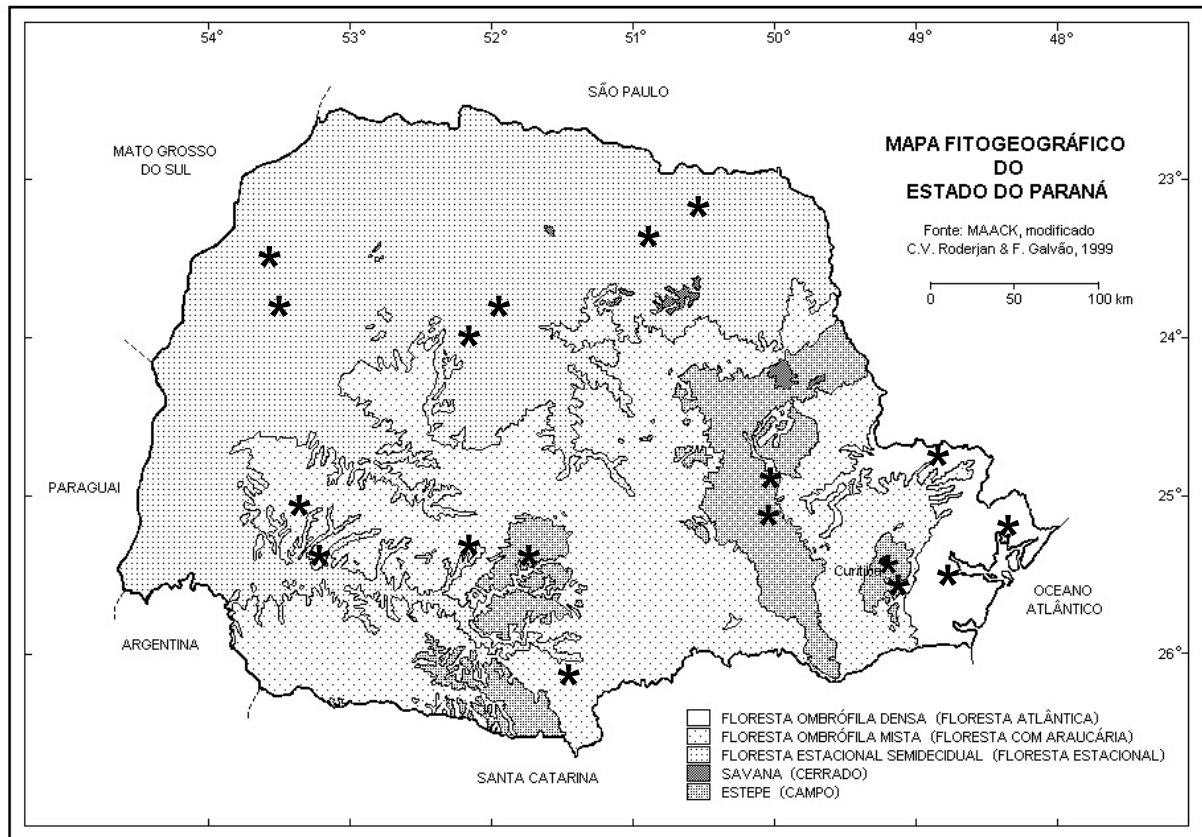 54° 53° 52° 51° 50° 49° 48°
SÃO PAULO
MATO GROSSO
DO SUL
MAPA FITOGEOGRÁFICO
DO
ESTADO DO PARANÁ
Fonte: MAACK, modificado
C.V. Roderjan & F. Galvão, 1999
0 50 100 km
23°
24°
25°
26°
PARAGUAI
Curitiba
OCEANO
ATLÂNTICO
ARGENTINA
SANTA CATARINA
FLORESTA OMBRÓFILA DENSA (FLORESTA ATLÂNTICA)
FLORESTA OMBRÓFILA MISTA (FLORESTA COM ARAUCÁRIA)
FLORESTA ESTACIONAL SEMIDECIDUAL (FLORESTA ESTACIONAL)
SAVANA (CERRADO)
ESTEPE (CAMPO)